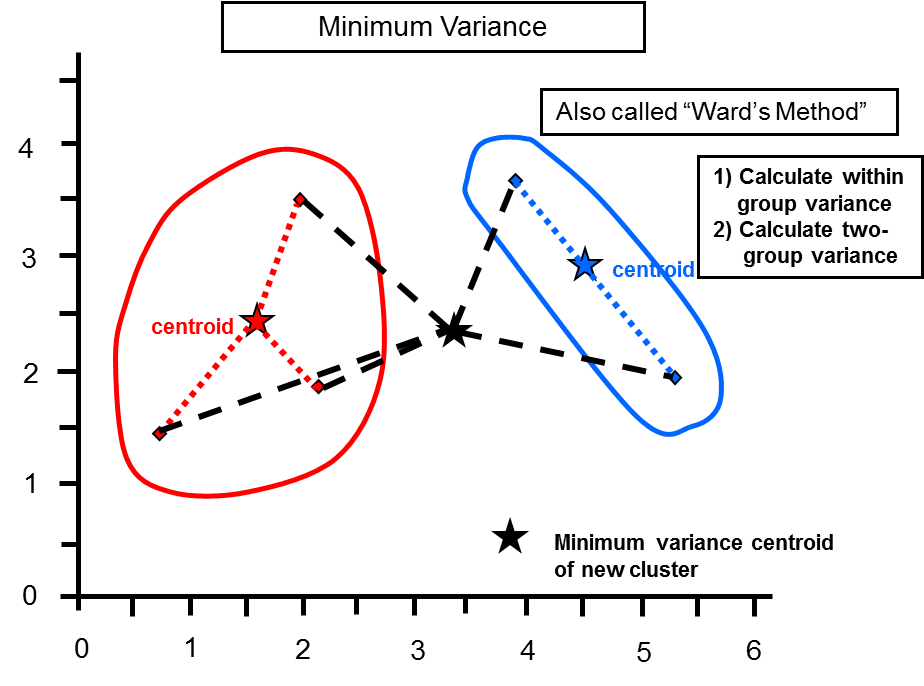 Minimum Variance
Also called “Ward’s Method”
1) Calculate within
group variance
2) Calculate two-
group variance
4
3
2
1
0
centroid
centroid
Minimum variance centroid
of new cluster
0 1 2 3 4 5 6